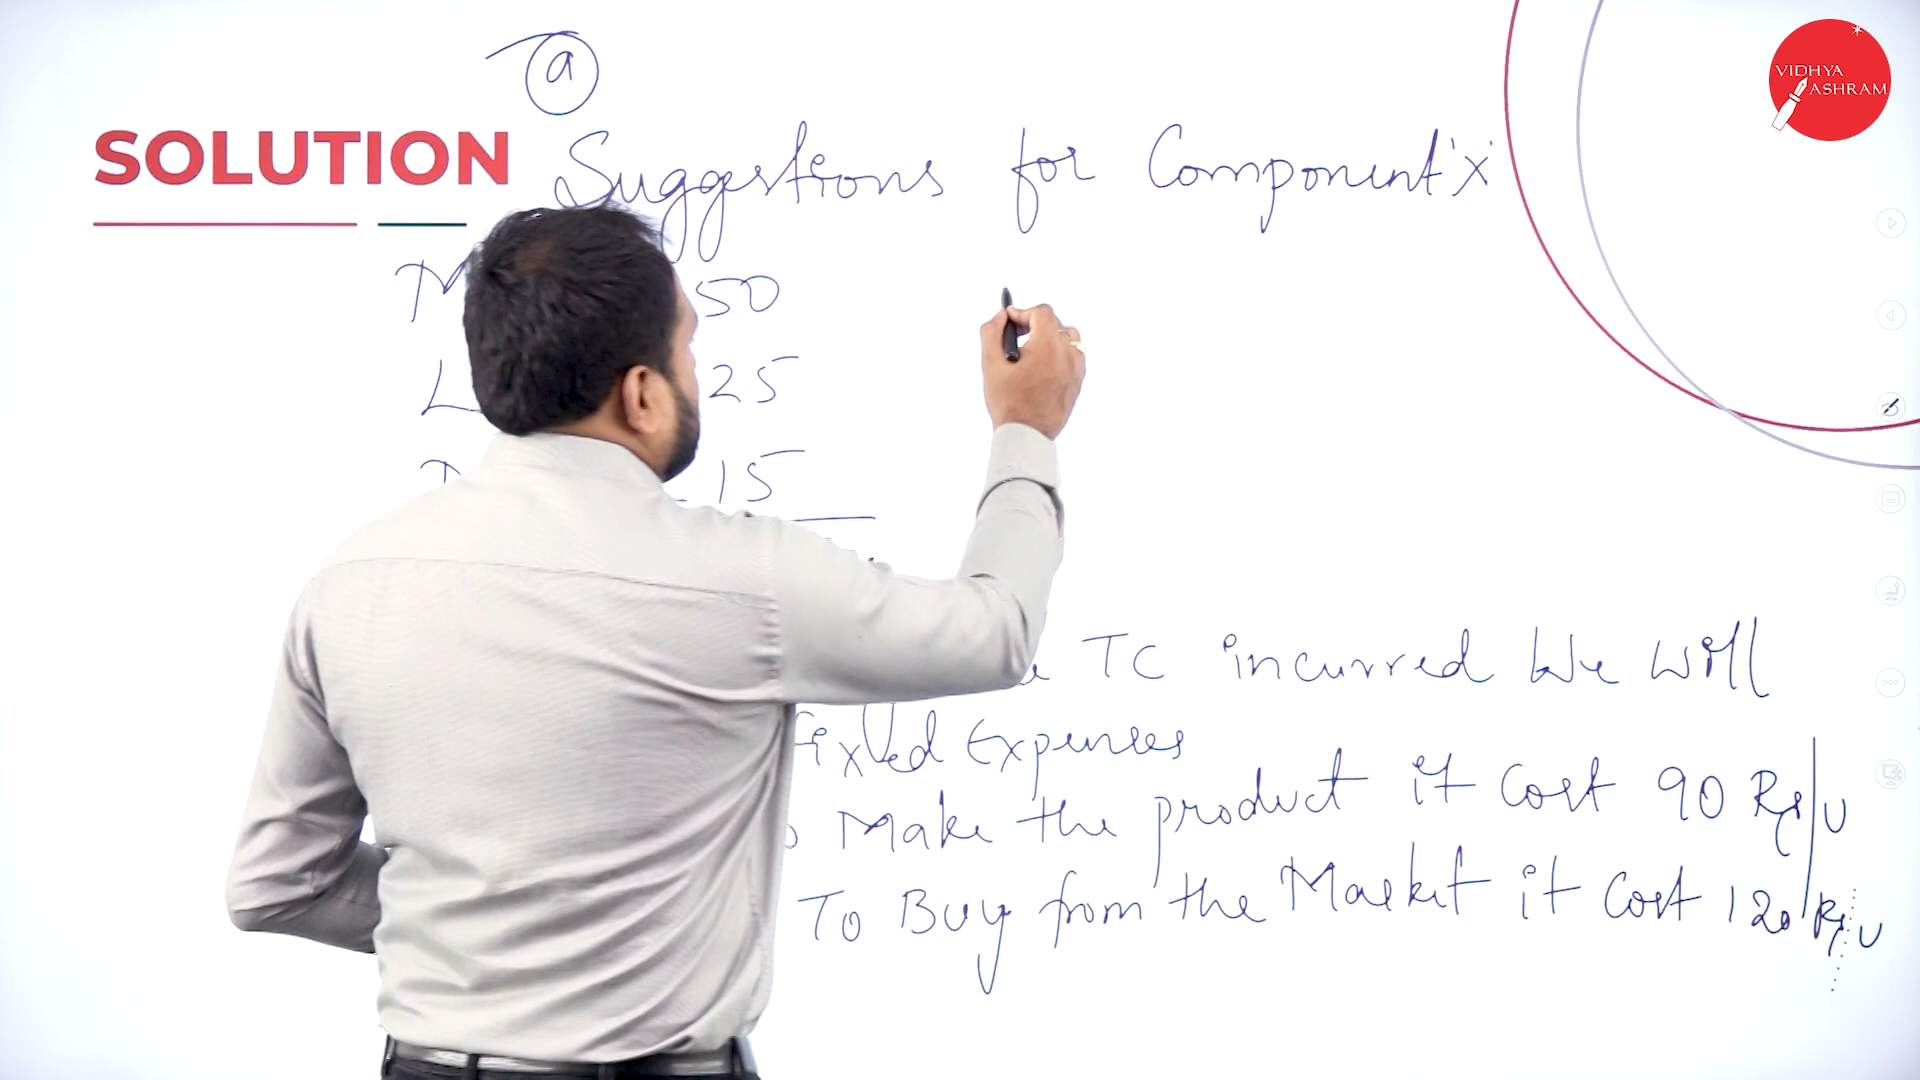 a
VIDHYA
ASHRAM
SOLUTION
Suggestions for Component 'x'
50
25
15
TC incurred We will
fixed Expenses
Make the product it Cost 90 Rs/U
To Buy from the Market it Cost 120 Rs/U